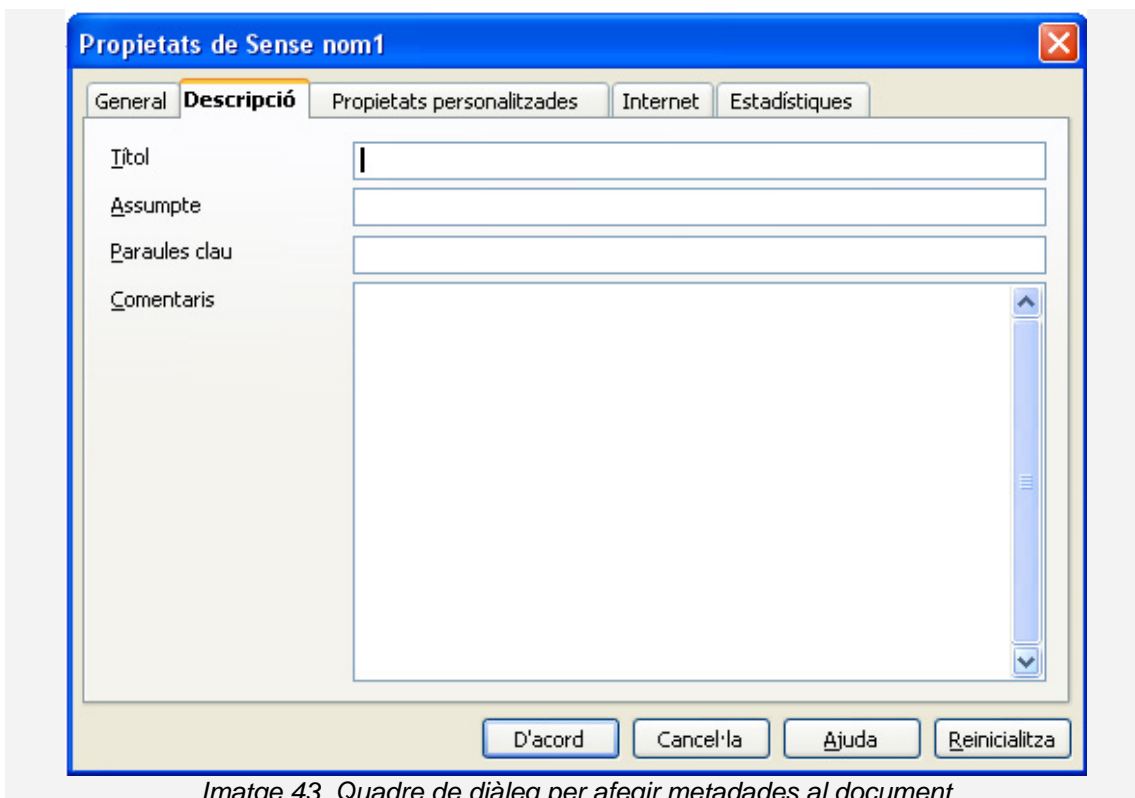 Propietats de Sense nom1
General Descripció Propietats personalitzades Internet Estadístiques
Títol
Assumpte
Paraules clau
Comentaris
D'acord Cancel·la Ajuda Reinicialitza
Imatge 43. Quadre de diàleg per afegir metadades al document